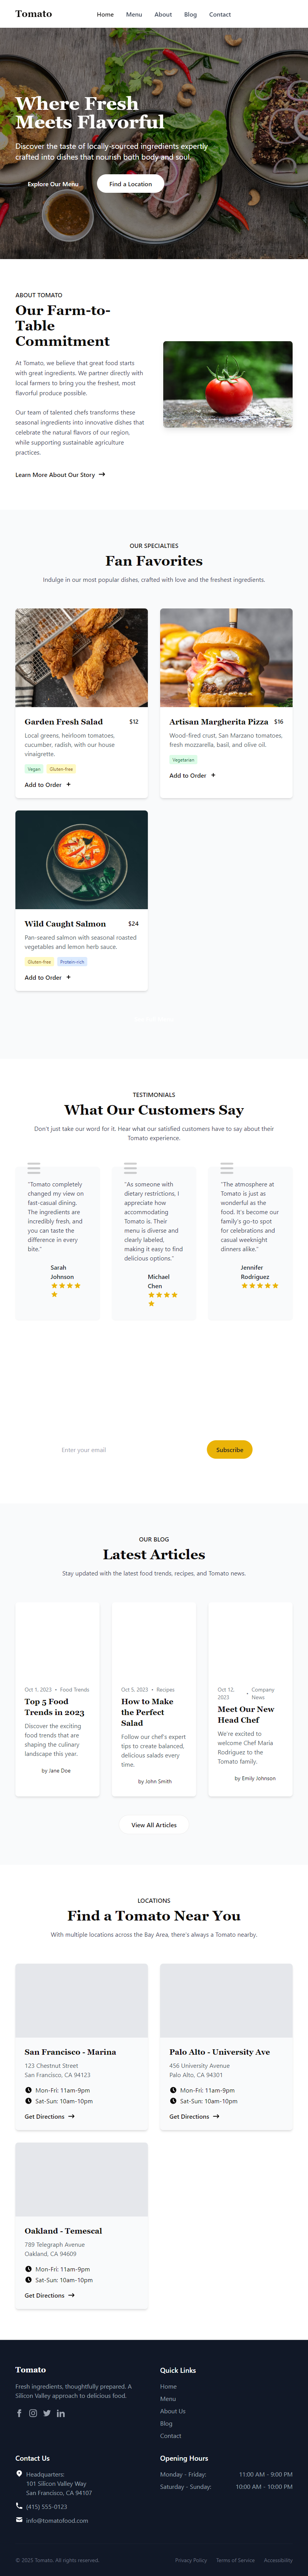 Tomato
Home Menu About Blog Contact
Where Fresh
Meets Flavorful
Discover the taste of locally-sourced ingredients expertly
crafted into dishes that nourish both body and soul.
Explore Our Menu Find a Location
ABOUT TOMATO
Our Farm-to-
Table
Commitment
At Tomato, we believe that great food starts
with great ingredients. We partner directly with
local farmers to bring you the freshest, most
flavorful produce possible.
Our team of talented chefs transforms these
seasonal ingredients into innovative dishes that
celebrate the natural flavors of our region,
while supporting sustainable agriculture
practices.
Learn More About Our Story
OUR SPECIALTIES
Fan Favorites
Indulge in our most popular dishes, crafted with love and the freshest ingredients.
Garden Fresh Salad $12
Local greens, heirloom tomatoes,
cucumber, radish, with our house
vinaigrette.
Vegan Gluten-free
Add to Order +
Artisan Margherita Pizza $16
Wood-fired crust, San Marzano tomatoes,
fresh mozzarella, basil, and olive oil.
Vegetarian
Add to Order +
Wild Caught Salmon $24
Pan-seared salmon with seasonal roasted
vegetables and lemon herb sauce.
Gluten-free Protein-rich
Add to Order +
TESTIMONIALS
What Our Customers Say
Don't just take our word for it. Hear what our satisfied customers have to say about their
Tomato experience.
"Tomato completely
changed my view on
fast-casual dining.
The ingredients are
incredibly fresh, and
you can taste the
difference in every
bite."
Sarah
Johnson
"As someone with
dietary restrictions, I
appreciate how
accommodating
Tomato is. Their
menu is diverse and
clearly labeled,
making it easy to find
delicious options."
Michael
Chen
"The atmosphere at
Tomato is just as
wonderful as the
food. It's become our
family's go-to spot
for celebrations and
casual weeknight
dinners alike."
Jennifer
Rodriguez
Enter your email Subscribe
OUR BLOG
Latest Articles
Stay updated with the latest food trends, recipes, and Tomato news.
Oct 1, 2023 • Food Trends
Top 5 Food
Trends in 2023
Discover the exciting
food trends that are
shaping the culinary
landscape this year.
by Jane Doe
Oct 5, 2023 • Recipes
How to Make
the Perfect
Salad
Follow our chef's expert
tips to create balanced,
delicious salads every
time.
by John Smith
Oct 12,
2023 • Company
News
Meet Our New
Head Chef
We're excited to
welcome Chef Maria
Rodriguez to the
Tomato family.
by Emily Johnson
View All Articles
LOCATIONS
Find a Tomato Near You
With multiple locations across the Bay Area, there's always a Tomato nearby.
San Francisco - Marina
123 Chestnut Street
San Francisco, CA 94123
Mon-Fri: 11am-9pm
Sat-Sun: 10am-10pm
Get Directions
Palo Alto - University Ave
456 University Avenue
Palo Alto, CA 94301
Mon-Fri: 11am-9pm
Sat-Sun: 10am-10pm
Get Directions
Oakland - Temescal
789 Telegraph Avenue
Oakland, CA 94609
Mon-Fri: 11am-9pm
Sat-Sun: 10am-10pm
Get Directions
Tomato
Fresh ingredients, thoughtfully prepared. A
Silicon Valley approach to delicious food.
Quick Links
Home
Menu
About Us
Blog
Contact
Contact Us
Headquarters:
101 Silicon Valley Way
San Francisco, CA 94107
(415) 555-0123
info@tomatofood.com
Opening Hours
Monday - Friday: 11:00 AM - 9:00 PM
Saturday - Sunday: 10:00 AM - 10:00 PM
© 2025 Tomato. All rights reserved. Privacy Policy Terms of Service Accessibility